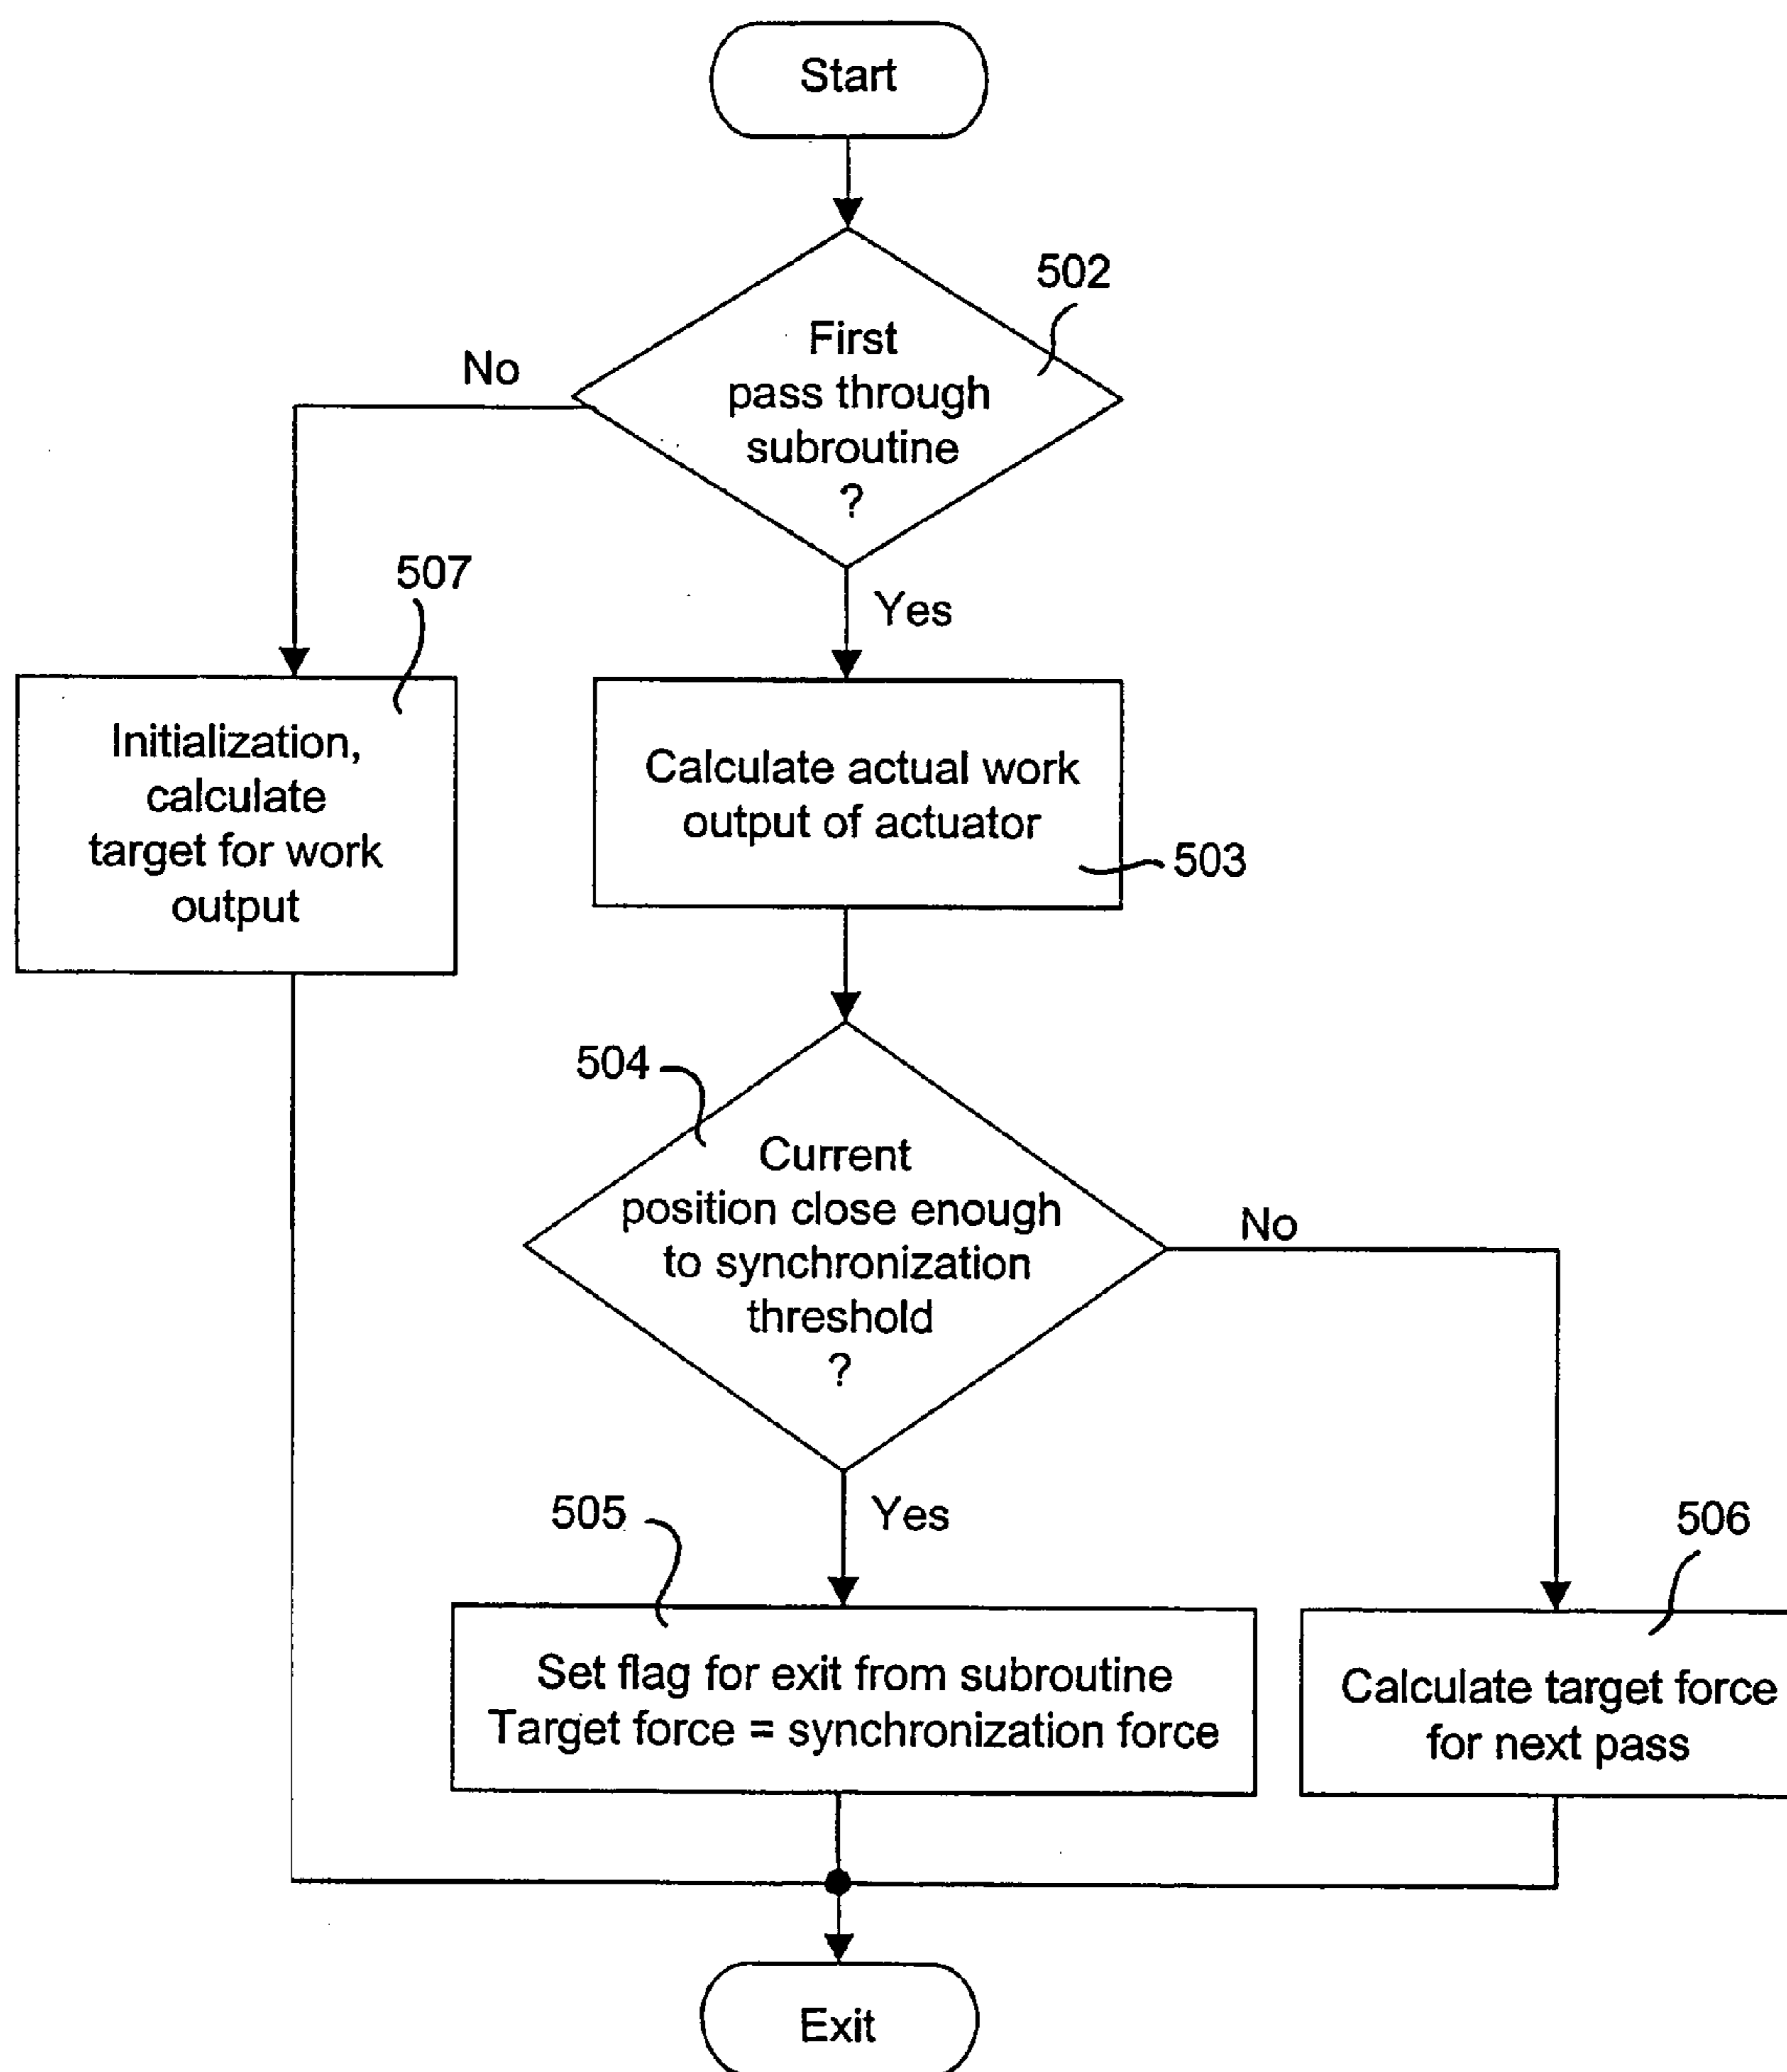 Start
502
First
pass through
subroutine
?
No
Yes
507
Initialization,
calculate
target for work
output
Calculate actual work
output of actuator
503
504
Current
position close enough
to synchronization
threshold
?
No
Yes
505
Set flag for exit from subroutine
Target force = synchronization force
506
Calculate target force
for next pass
Exit